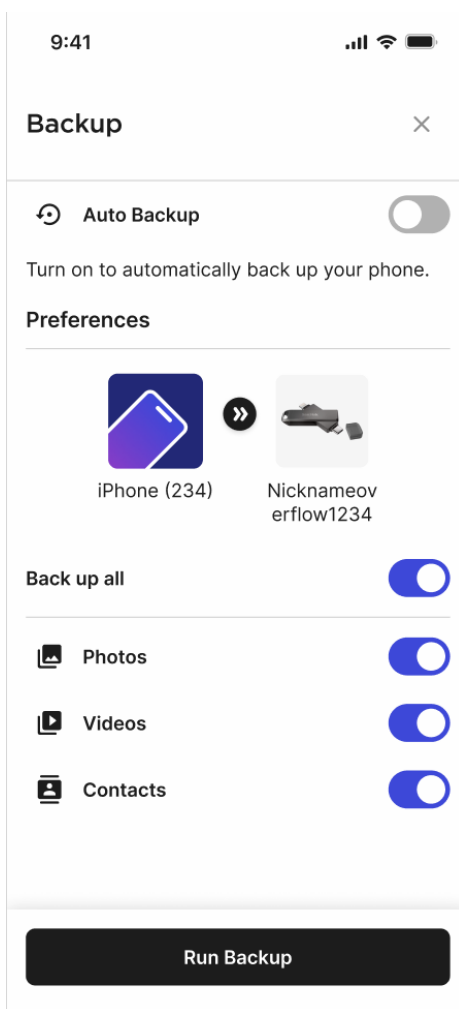 9:41
Backup
Auto Backup
Turn on to automatically back up your phone.
Preferences
iPhone (234)
Nicknameov
erflow1234
Back up all
Photos
Videos
Contacts
Run Backup